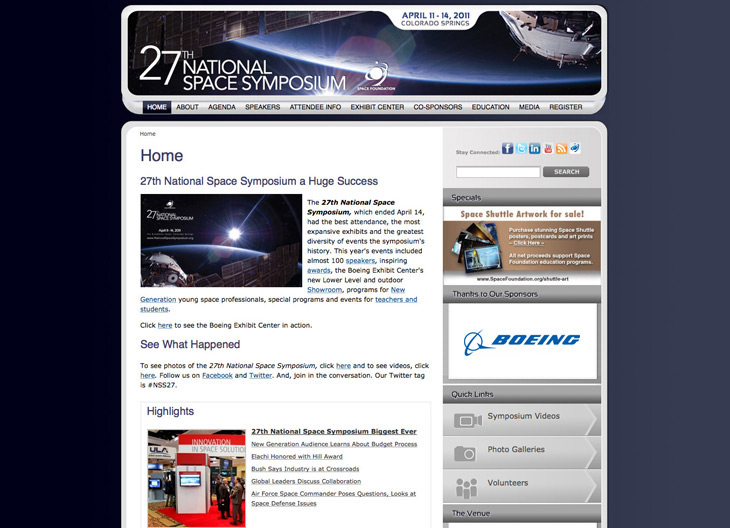 APRIL 11 - 14, 2011
COLORADO SPRINGS
27TH NATIONAL
SPACE SYMPOSIUM
SPACE FOUNDATION
HOME ABOUT AGENDA SPEAKERS ATTENDEE INFO EXHIBIT CENTER CO-SPONSORS EDUCATION MEDIA REGISTER
Home
Home
27th National Space Symposium a Huge Success
27TH NATIONAL
SPACE SYMPOSIUM
The 27th National Space
Symposium, which ended April 14,
had the best attendance, the most
expansive exhibits and the greatest
diversity of events the symposium's
history. This year's events included
almost 100 speakers, inspiring
awards, the Boeing Exhibit Center's
new Lower Level and outdoor
Showroom, programs for New
Generation young space professionals, special programs and events for teachers and
students.
Click here to see the Boeing Exhibit Center in action.
See What Happened
To see photos of the 27th National Space Symposium, click here and to see videos, click
here. Follow us on Facebook and Twitter. And, join in the conversation. Our Twitter tag
is #NSS27.
Highlights
ULA
INNOVATION
IN SPACE SOLUTIO
27th National Space Symposium Biggest Ever
New Generation Audience Learns About Budget Process
Elachi Honored with Hill Award
Bush Says Industry is at Crossroads
Global Leaders Discuss Collaboration
Air Force Space Commander Poses Questions, Looks at
Space Defense Issues
Stay Connected:
SEARCH
Specials
Space Shuttle Artwork for sale!
Purchase stunning Space Shuttle
posters, postcards and art prints
~ Click Here ~
All net proceeds support Space
Foundation education programs.
www.SpaceFoundation.org/shuttle-art
Thanks to Our Sponsors
BOEING
Quick Links
Symposium Videos
Photo Galleries
Volunteers
The Venue